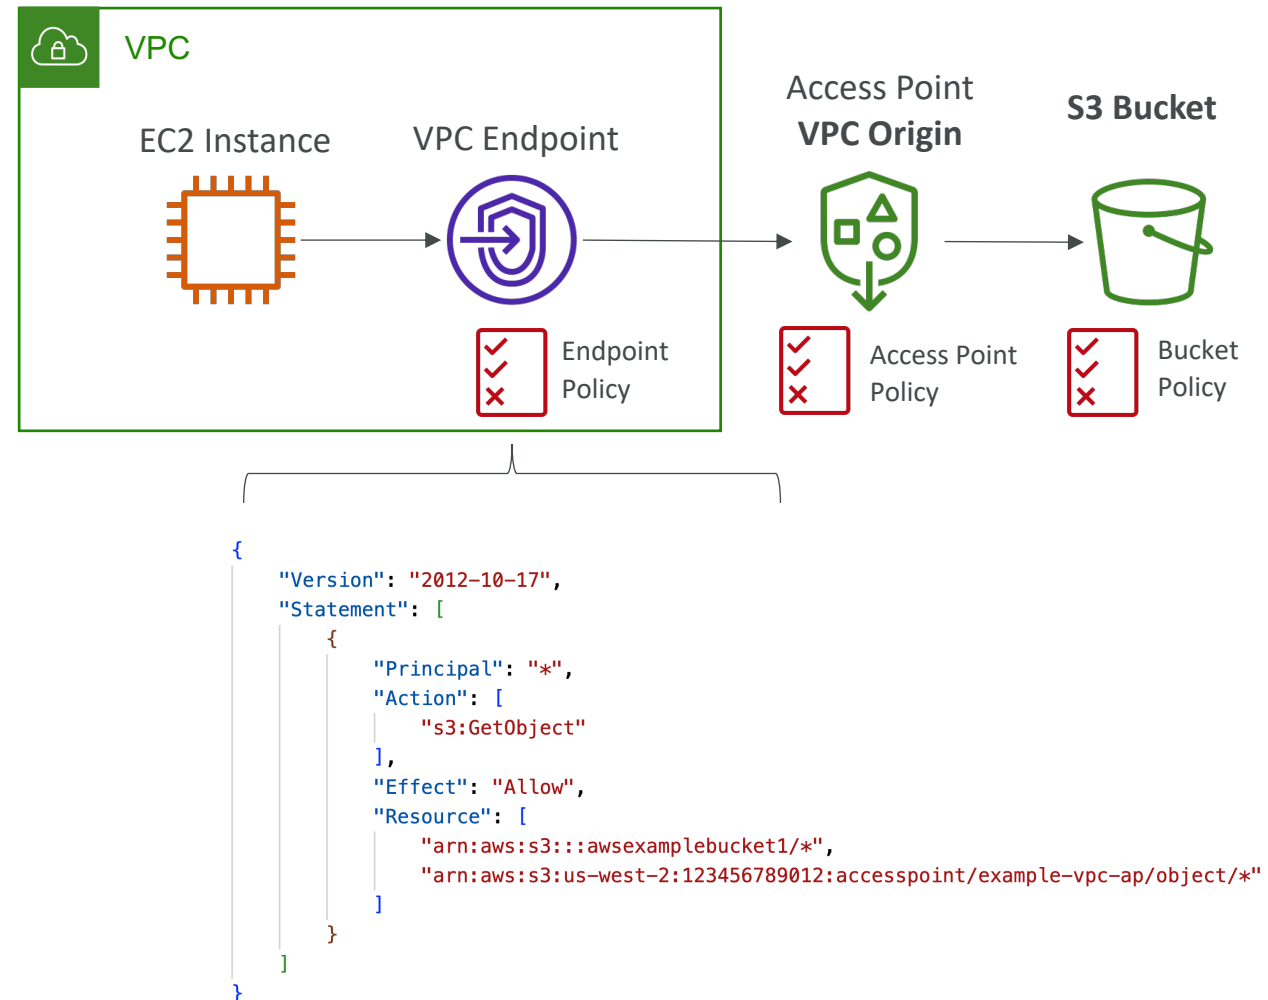 VPC
EC2 Instance
VPC Endpoint
Access Point
VPC Origin
S3 Bucket
Endpoint
Policy
Access Point
Policy
Bucket
Policy
{
"Version": "2012-10-17",
"Statement": [
{
"Principal": "*",
"Action": [
"s3:GetObject"
],
"Effect": "Allow",
"Resource": [
"arn:aws:s3:::awsexamplebucket1/*",
"arn:aws:s3:us-west-2:123456789012:accesspoint/example-vpc-ap/object/*"
]
}
]
}